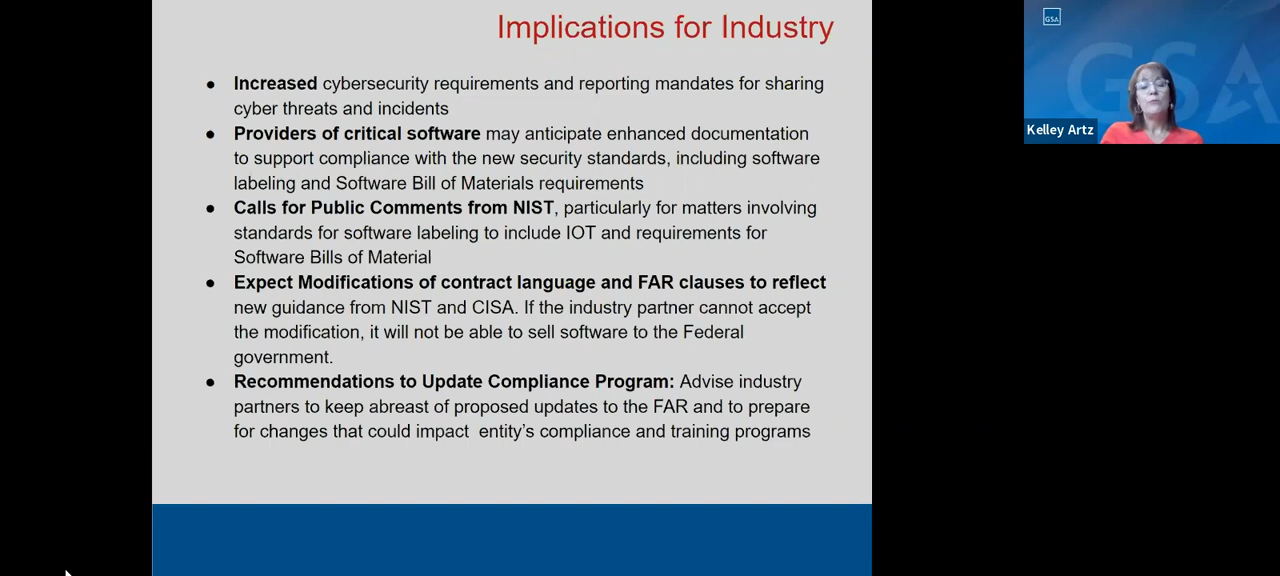 Implications for Industry
● Increased cybersecurity requirements and reporting mandates for sharing
cyber threats and incidents
● Providers of critical software may anticipate enhanced documentation
to support compliance with the new security standards, including software
labeling and Software Bill of Materials requirements
● Calls for Public Comments from NIST, particularly for matters involving
standards for software labeling to include IOT and requirements for
Software Bills of Material
● Expect Modifications of contract language and FAR clauses to reflect
new guidance from NIST and CISA. If the industry partner cannot accept
the modification, it will not be able to sell software to the Federal
government.
● Recommendations to Update Compliance Program: Advise industry
partners to keep abreast of proposed updates to the FAR and to prepare
for changes that could impact entity’s compliance and training programs
GSA
GSA
Kelley Artz